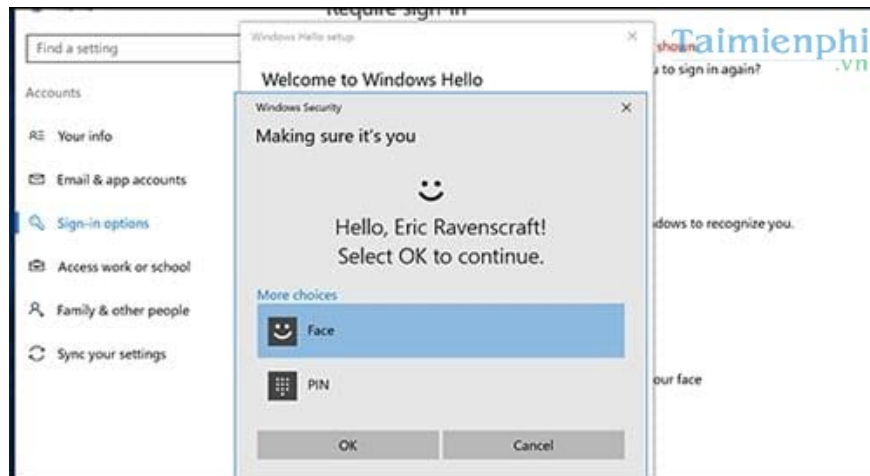 Require sign-in
Find a setting
Accounts
Your info
Email & app accounts
Sign-in options
Access work or school
Family & other people
Sync your settings
Windows Hello setup
Welcome to Windows Hello
Windows Security
Making sure it's you
Hello, Eric Ravenscraft!
Select OK to continue.
More choices
Face
PIN
OK
Cancel
shown
Taimienphi
.vn
to sign in again?
dows to recognize you.
our face